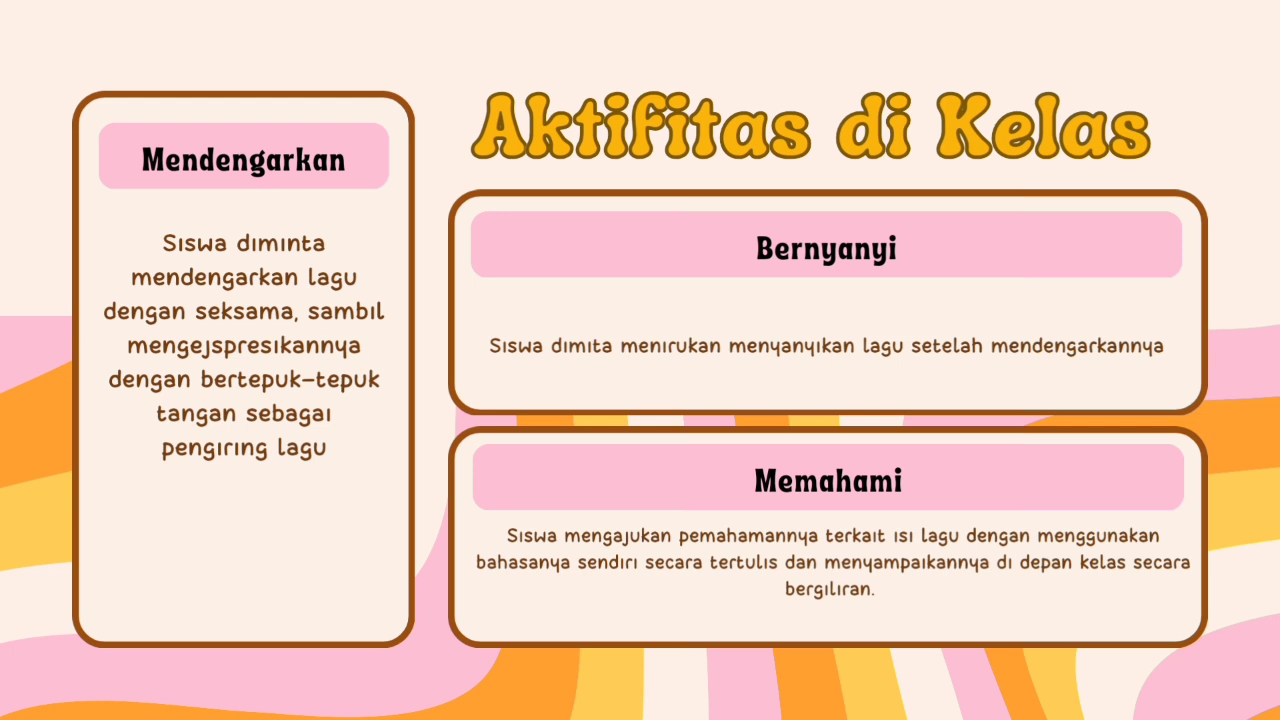 Aktifitas di Kelas
Mendengarkan
Siswa diminta
mendengarkan lagu
dengan seksama, sambil
mengejspresikannya
dengan bertepuk-tepuk
tangan sebagai
pengiring lagu
Bernyanyi
Siswa dimita menirukan menyanyikan lagu setelah mendengarkannya
Memahami
Siswa mengajukan pemahamannya terkait isi lagu dengan menggunakan
bahasanya sendiri secara tertulis dan menyampaikannya di depan kelas secara
bergiliran.